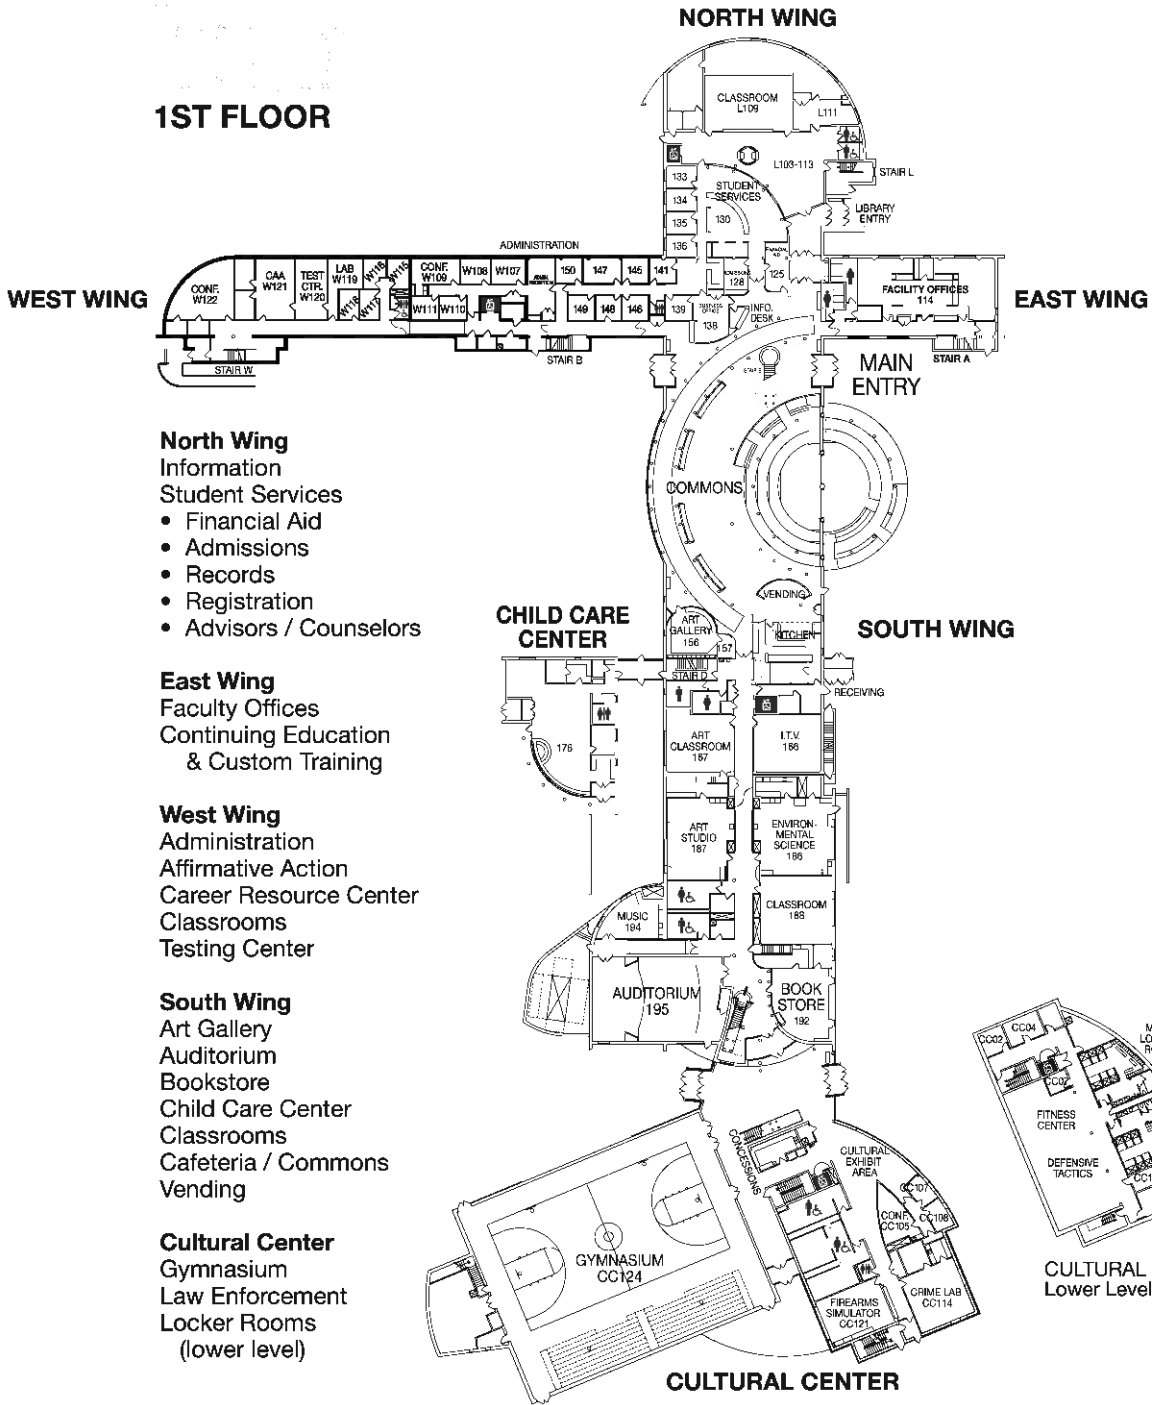 NORTH WING
1ST FLOOR
CLASSROOM
L109
L111
L103-113
STAIR L
133
STUDENT
SERVICES
134
130
LIBRARY
ENTRY
135
136
ADMINISTRATION
WEST WING
CONF.
W122
OAA
W121
TEST
CTR.
W120
LAB
W119
W116
W115
W118
W117
CONF.
W109
W108
W107
W111
W110
150
147
145
141
149
148
146
139
138
128
125
INFO.
DESK
FACILITY OFFICES
114
EAST WING
STAIR W
STAIR B
STAIR A
MAIN
ENTRY
COMMONS
VENDING
KITCHEN
ART
GALLERY
156
157
STAIR D
CHILD CARE
CENTER
SOUTH WING
RECEIVING
176
ART
CLASSROOM
167
I.T.V.
166
ART
STUDIO
187
ENVIRON-
MENTAL
SCIENCE
186
CLASSROOM
188
MUSIC
194
AUDITORIUM
195
BOOK
STORE
192
North Wing
Information
Student Services
• Financial Aid
• Admissions
• Records
• Registration
• Advisors / Counselors
East Wing
Faculty Offices
Continuing Education
& Custom Training
West Wing
Administration
Affirmative Action
Career Resource Center
Classrooms
Testing Center
South Wing
Art Gallery
Auditorium
Bookstore
Child Care Center
Classrooms
Cafeteria / Commons
Vending
Cultural Center
Gymnasium
Law Enforcement
Locker Rooms
(lower level)
CONCESSIONS
CULTURAL
EXHIBIT
AREA
CC107
CONF.
CC105
CC106
GYMNASIUM
CC124
FIREARMS
SIMULATOR
CC121
CRIME LAB
CC114
CULTURAL CENTER
CC02
CC04
CC07
FITNESS
CENTER
DEFENSIVE
TACTICS
CULTURAL
Lower Level